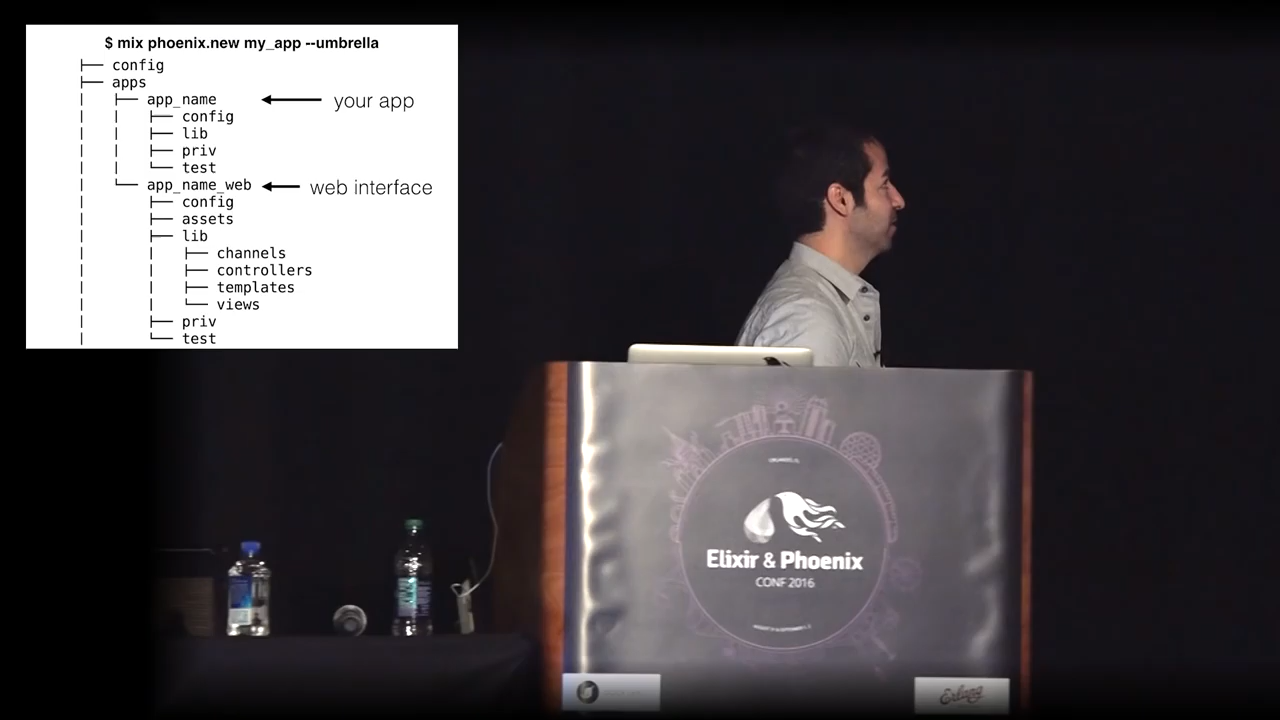 $ mix phoenix.new my_app --umbrella
├── config
├── apps
│   ├── app_name ← your app
│   │   ├── config
│   │   ├── lib
│   │   ├── priv
│   │   └── test
│   └── app_name_web ← web interface
│       ├── config
│       ├── assets
│       ├── lib
│       │   ├── channels
│       │   ├── controllers
│       │   ├── templates
│       │   └── views
│       ├── priv
│       └── test
Elixir & Phoenix
CONF 2016
Erlang